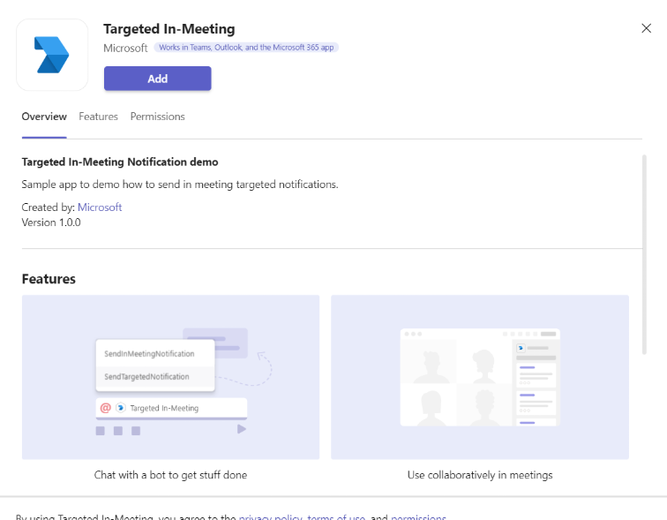 Targeted In-Meeting
Microsoft Works in Teams, Outlook, and the Microsoft 365 app
Add
Overview Features Permissions
Targeted In-Meeting Notification demo
Sample app to demo how to send in meeting targeted notifications.
Created by: Microsoft
Version 1.0.0
Features
SendInMeetingNotification
SendTargetedNotification
@ Targeted In-Meeting
Chat with a bot to get stuff done
Use collaboratively in meetings
By using Targeted In-Meeting, you agree to the privacy policy, terms of use, and permissions